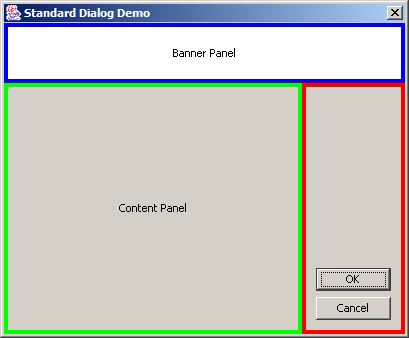 Standard Dialog Demo
Banner Panel
Content Panel
OK
Cancel